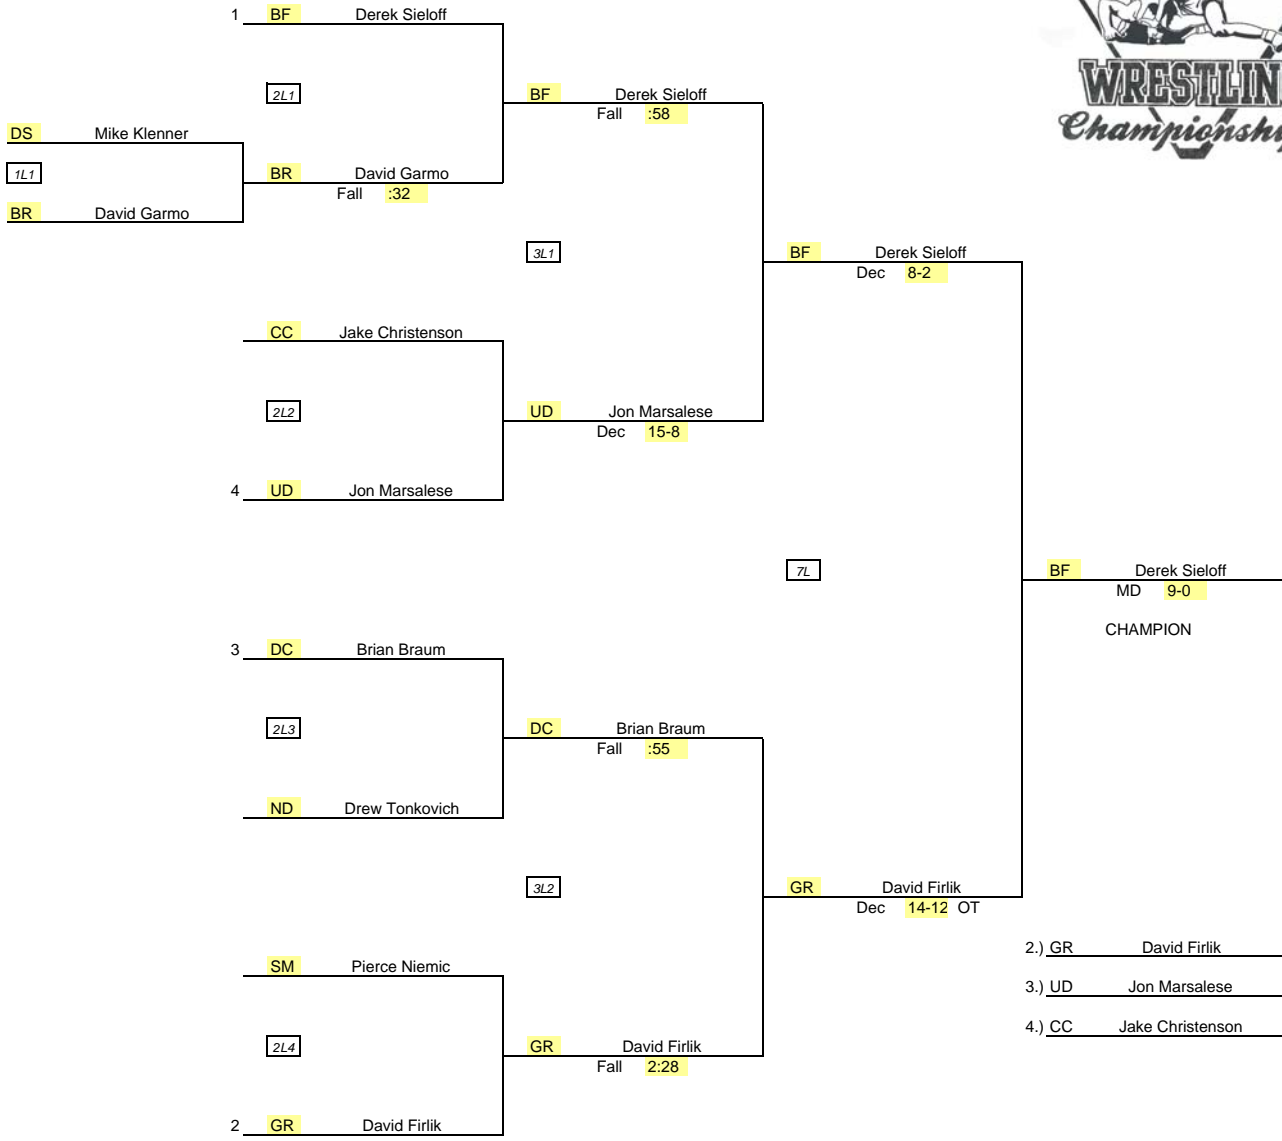 1 BF Derek Sieloff
2L1
BF Derek Sieloff
Fall :58
DS Mike Klenner
1L1
BR David Garmo
Fall :32
BR David Garmo
3L1
BF Derek Sieloff
Dec 8-2
CC Jake Christenson
2L2
UD Jon Marsalese
Dec 15-8
4 UD Jon Marsalese
7L
BF Derek Sieloff
MD 9-0
CHAMPION
3 DC Brian Braum
2L3
DC Brian Braum
Fall :55
ND Drew Tonkovich
3L2
GR David Firlik
Dec 14-12 OT
SM Pierce Niemic
2L4
GR David Firlik
Fall 2:28
2 GR David Firlik
2.) GR David Firlik
3.) UD Jon Marsalese
4.) CC Jake Christenson